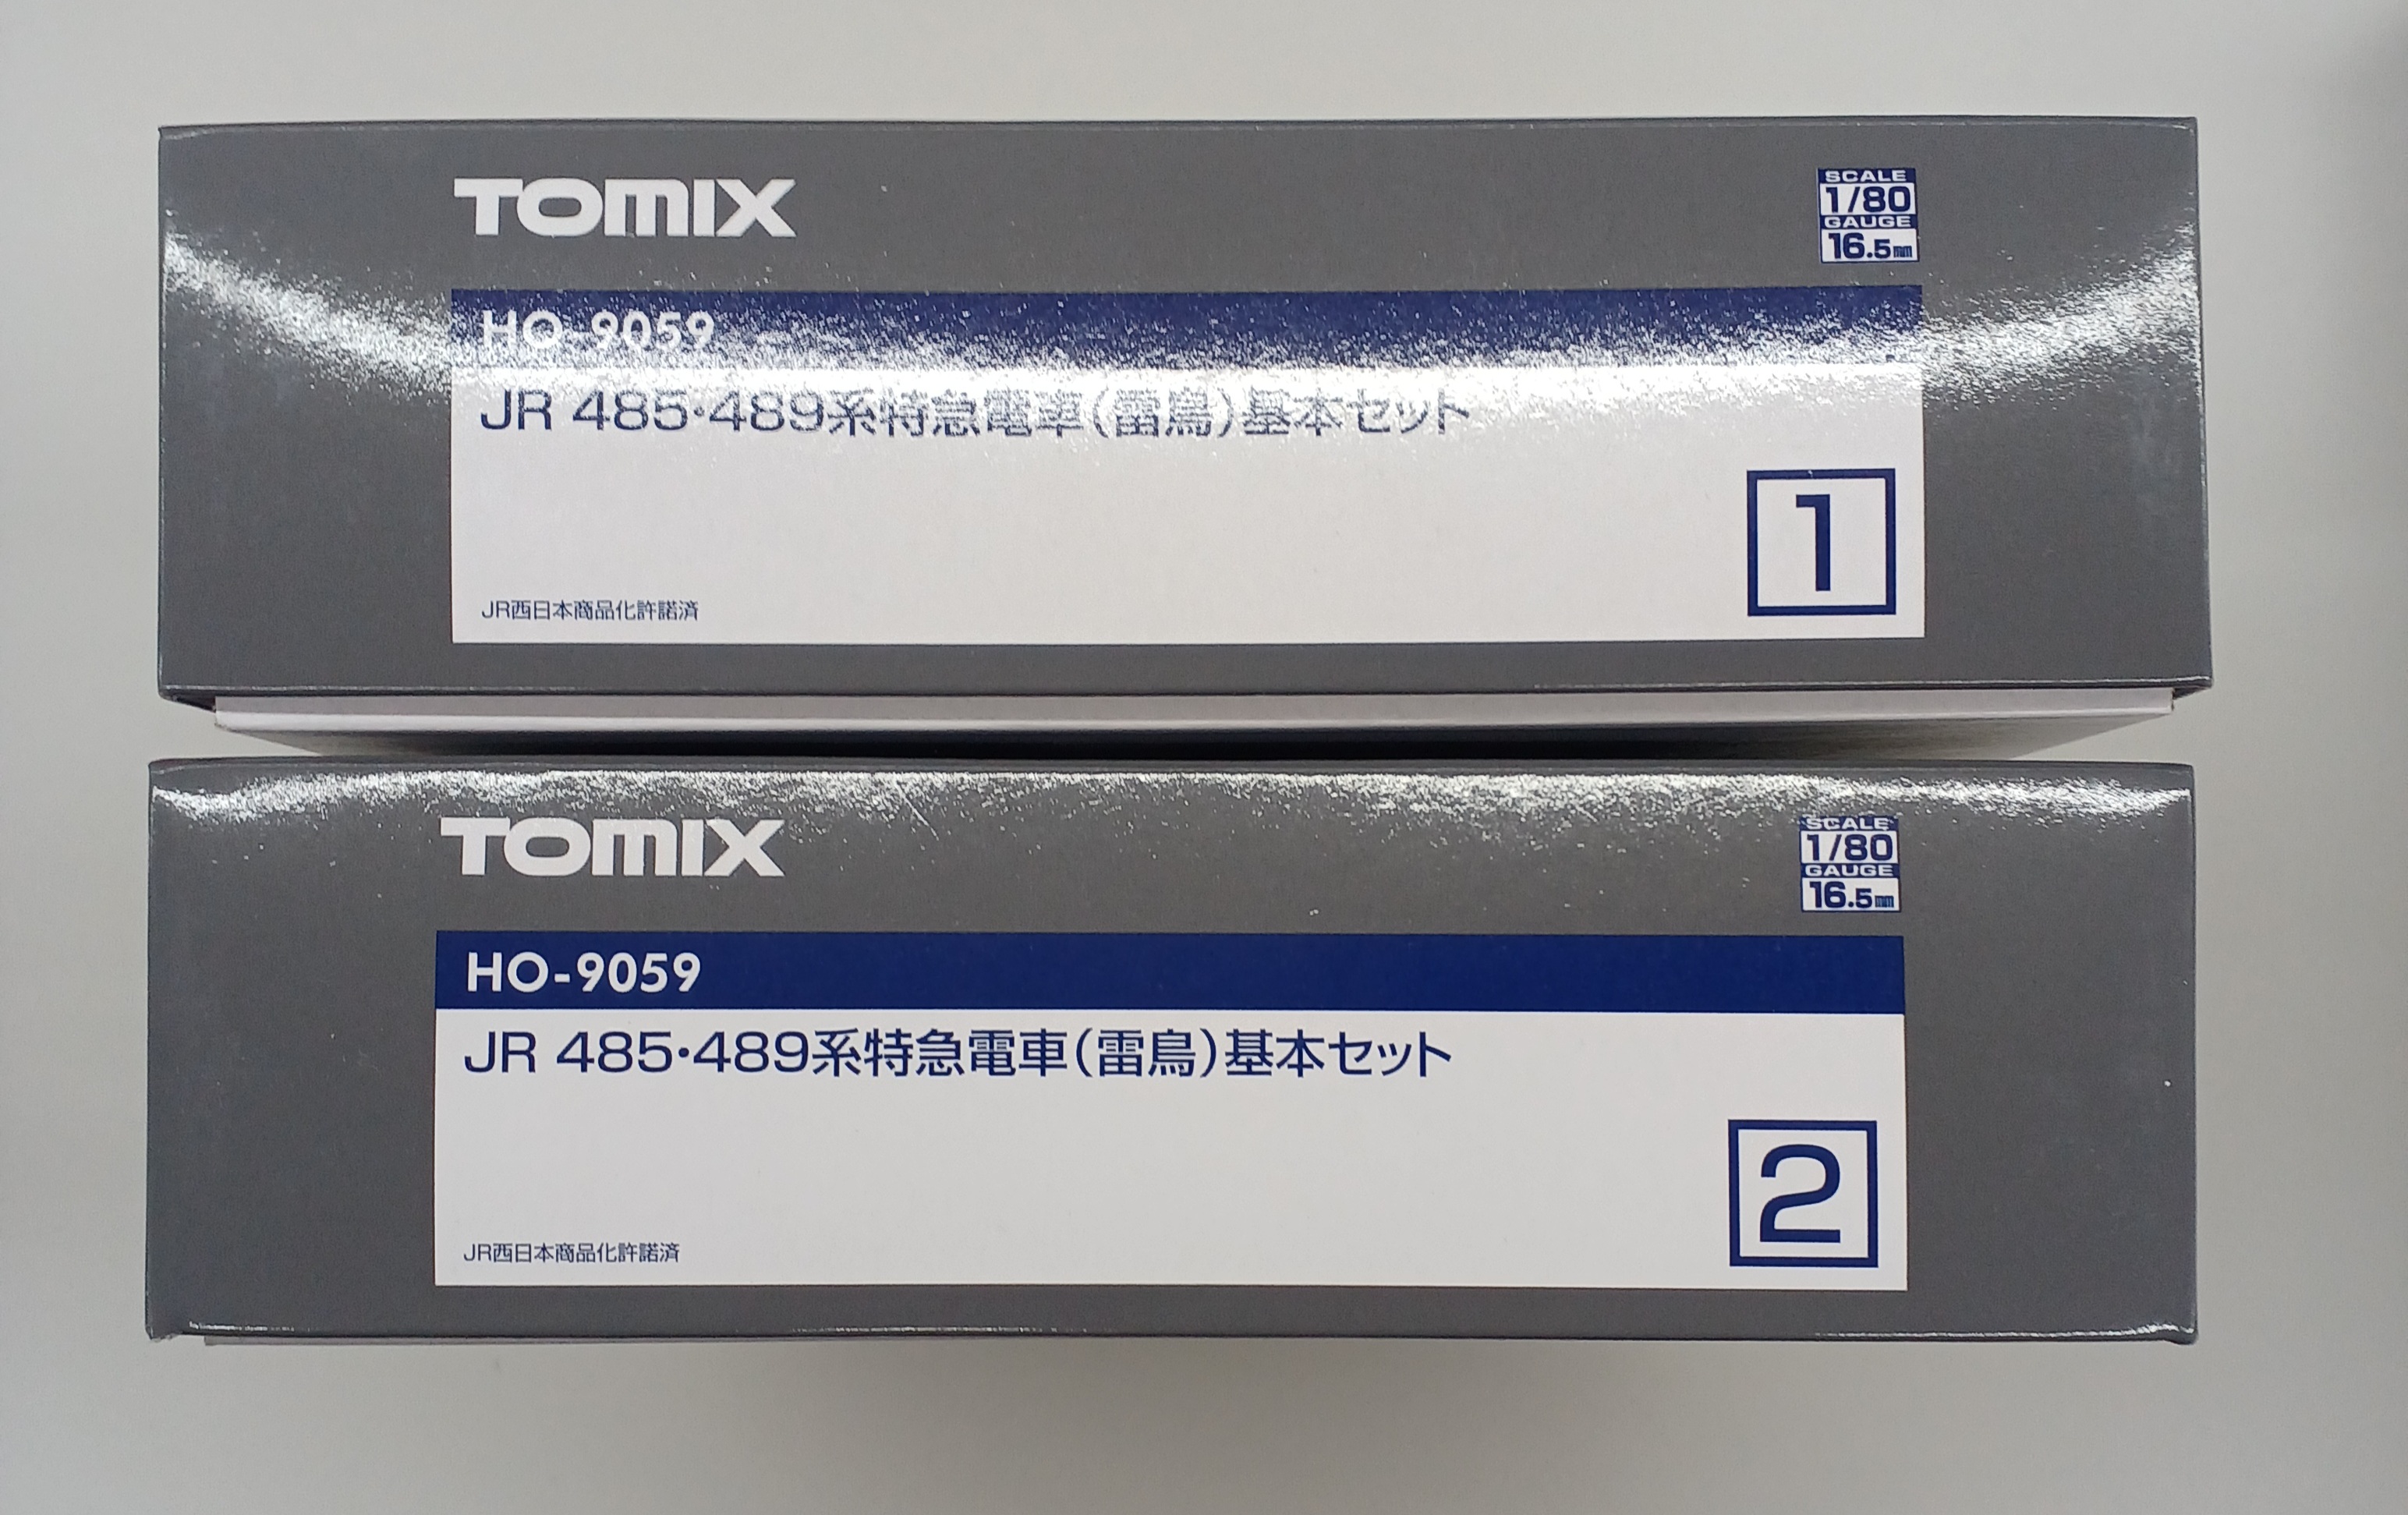 TOMIX
SCALE
1/80
GAUGE
16.5mm
HO-9059
JR 485・489系特急電車(雷鳥)基本セット
1
JR西日本商品化許諾済
TOMIX
SCALE
1/80
GAUGE
16.5mm
HO-9059
JR 485・489系特急電車(雷鳥)基本セット
2
JR西日本商品化許諾済